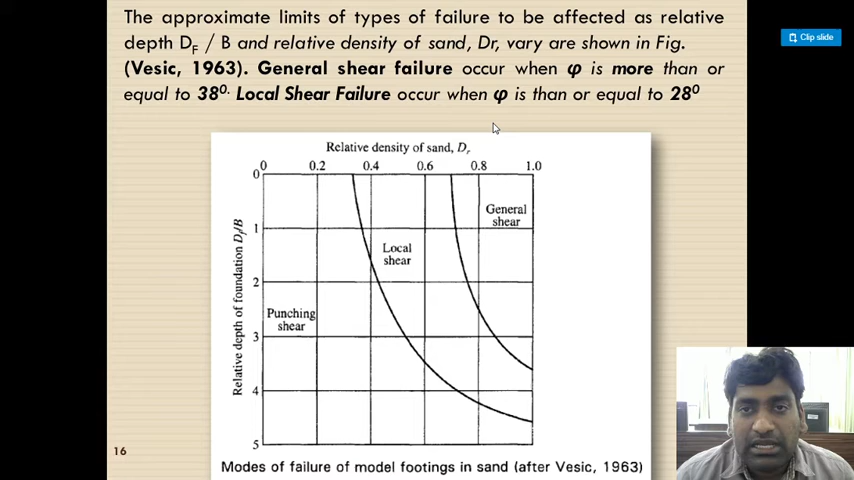 The approximate limits of types of failure to be affected as relative
depth DF / B and relative density of sand, Dr, vary are shown in Fig.
(Vesic, 1963). General shear failure occur when φ is more than or
equal to 38⁰. Local Shear Failure occur when φ is than or equal to 28⁰
Clip slide
Relative density of sand, Dr
0 0.2 0.4 0.6 0.8 1.0
0
1
2
3
4
5
Relative depth of foundation Df/B
General
shear
Local
shear
Punching
shear
16
Modes of failure of model footings in sand (after Vesic, 1963)